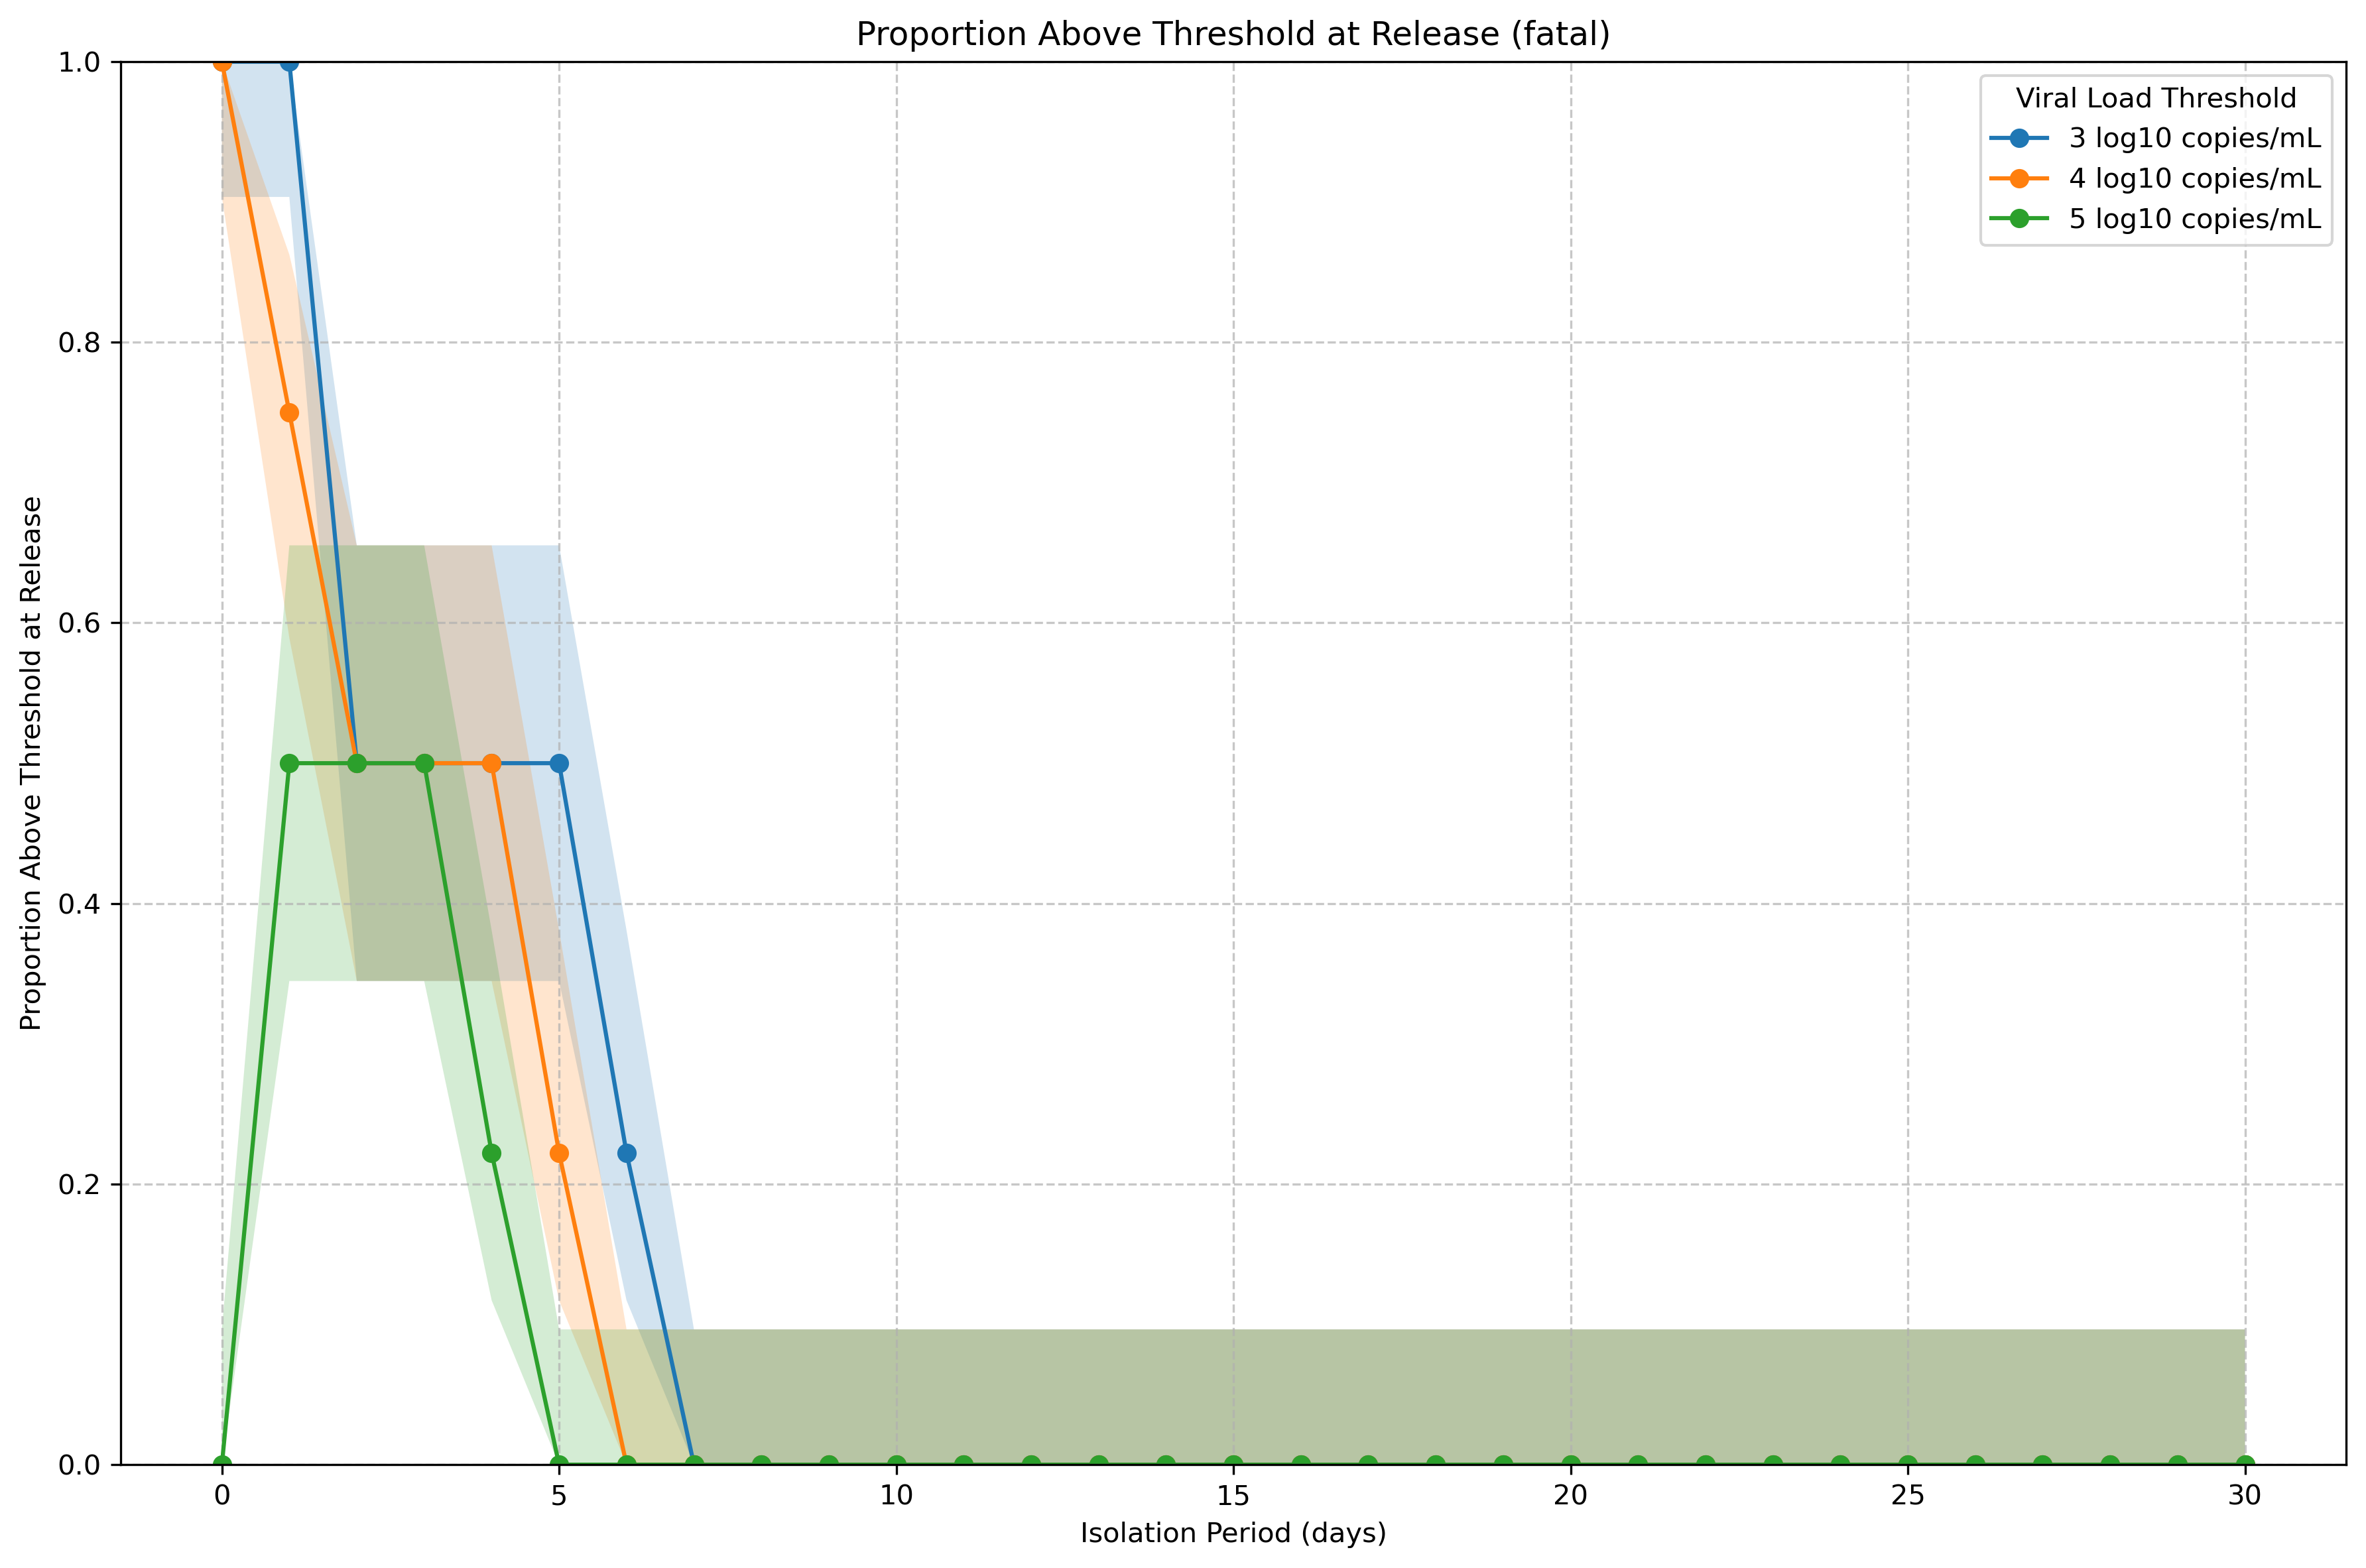 Proportion Above Threshold at Release (fatal)
Viral Load Threshold
3 log10 copies/mL
4 log10 copies/mL
5 log10 copies/mL
Proportion Above Threshold at Release
1.0
0.8
0.6
0.4
0.2
0.0
0 5 10 15 20 25 30
Isolation Period (days)